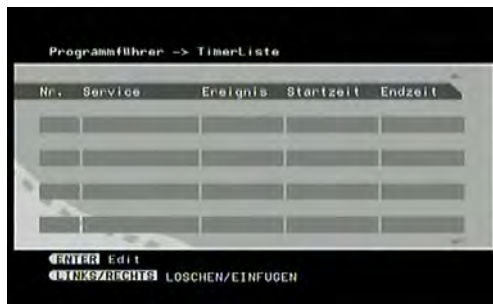 Programmführer -> TimerListe
Nr. Service Ereignis Startzeit Endzeit
ENTER Edit
LINKS/RECHTS LOSCHEN/EINFUGEN